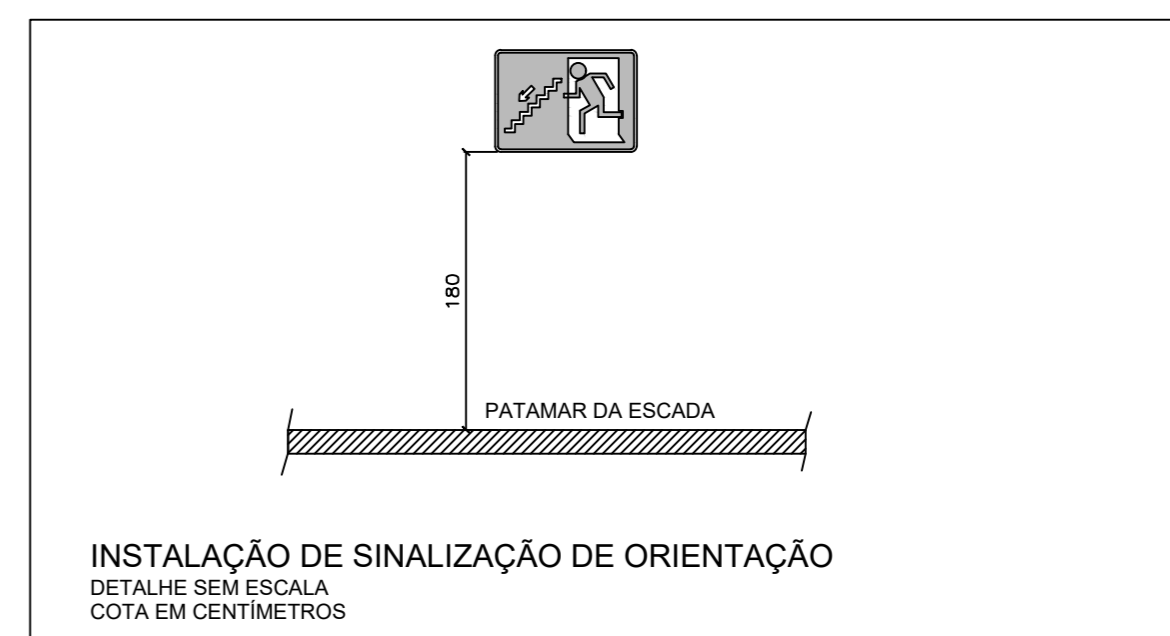 180
PATAMAR DA ESCADA
INSTALAÇÃO DE SINALIZAÇÃO DE ORIENTAÇÃO
DETALHE SEM ESCALA
COTA EM CENTÍMETROS